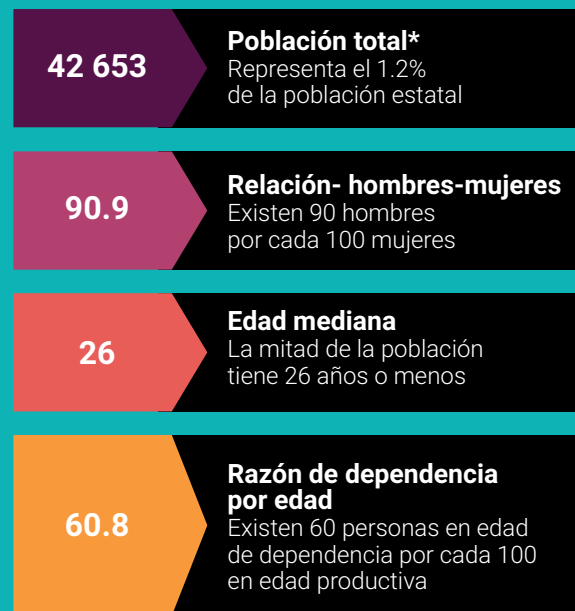 42 653
Población total*
Representa el 1.2%
de la población estatal
90.9
Relación- hombres-mujeres
Existen 90 hombres
por cada 100 mujeres
26
Edad mediana
La mitad de la población
tiene 26 años o menos
60.8
Razón de dependencia
por edad
Existen 60 personas en edad
de dependencia por cada 100
en edad productiva